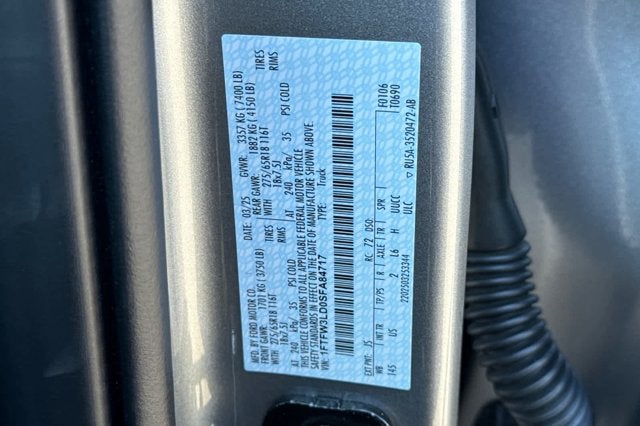 MFD. BY FORD MOTOR CO.
DATE: 03/25 GVWR: 3357 KG ( 7400 LB)
FRONT GAWR: 1701 KG ( 3750 LB) REAR GAWR: 1882 KG ( 4150 LB)
WITH 275/65R18 116T TIRES WITH 275/65R18 116T TIRES
18x7.5J RIMS 18x7.5J RIMS
AT 240 kPa/ 35 PSI COLD AT 240 kPa/ 35 PSI COLD
THIS VEHICLE CONFORMS TO ALL APPLICABLE FEDERAL MOTOR VEHICLE
SAFETY STANDARDS IN EFFECT ON THE DATE OF MANUFACTURE SHOWN ABOVE.
VIN: 1FTFW3LD0SFA84717 TYPE: Truck
F0106
T0690
EXT PNT: JS RC: 72 DSO:
WB INT TR TP/PS R AXLE TR SPR
145 US 2 L6 H UUCC
ULC
2202503253344 ▽ RU5A-3520472-AB